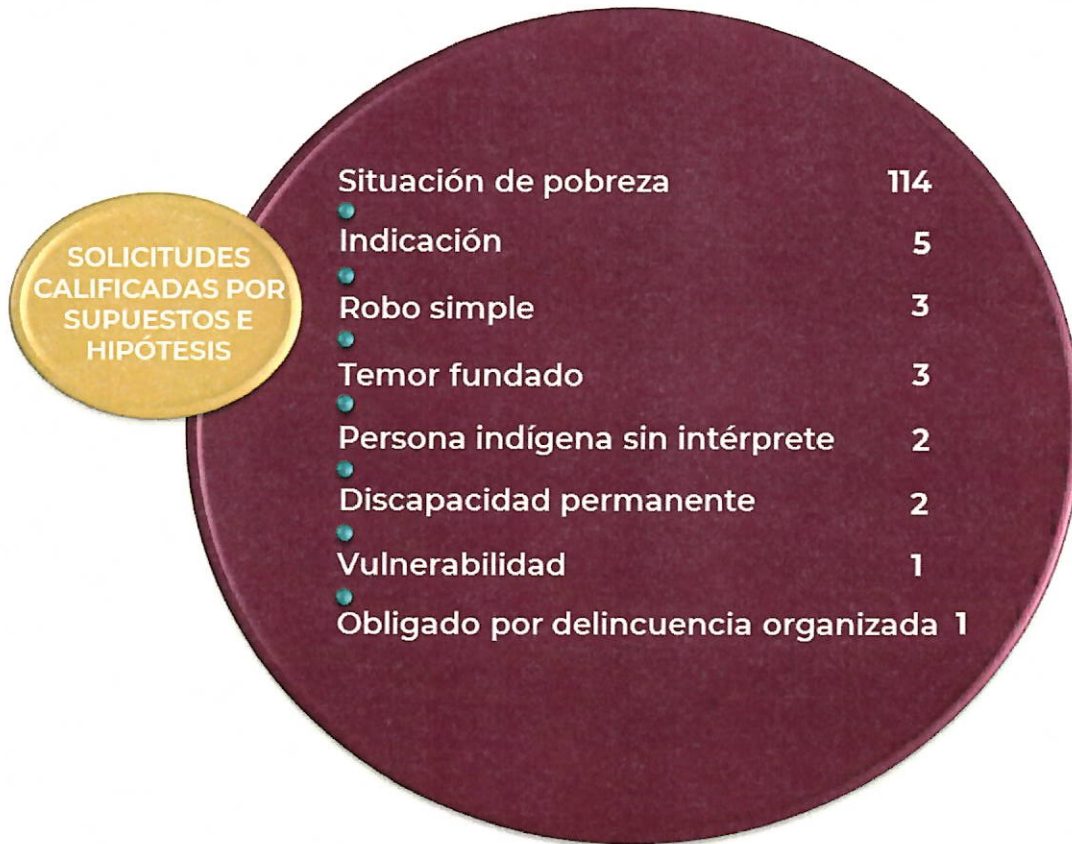 SOLICITUDES
CALIFICADAS POR
SUPUESTOS E
HIPÓTESIS
Situación de pobreza 114
Indicación 5
Robo simple 3
Temor fundado 3
Persona indígena sin intérprete 2
Discapacidad permanente 2
Vulnerabilidad 1
Obligado por delincuencia organizada 1